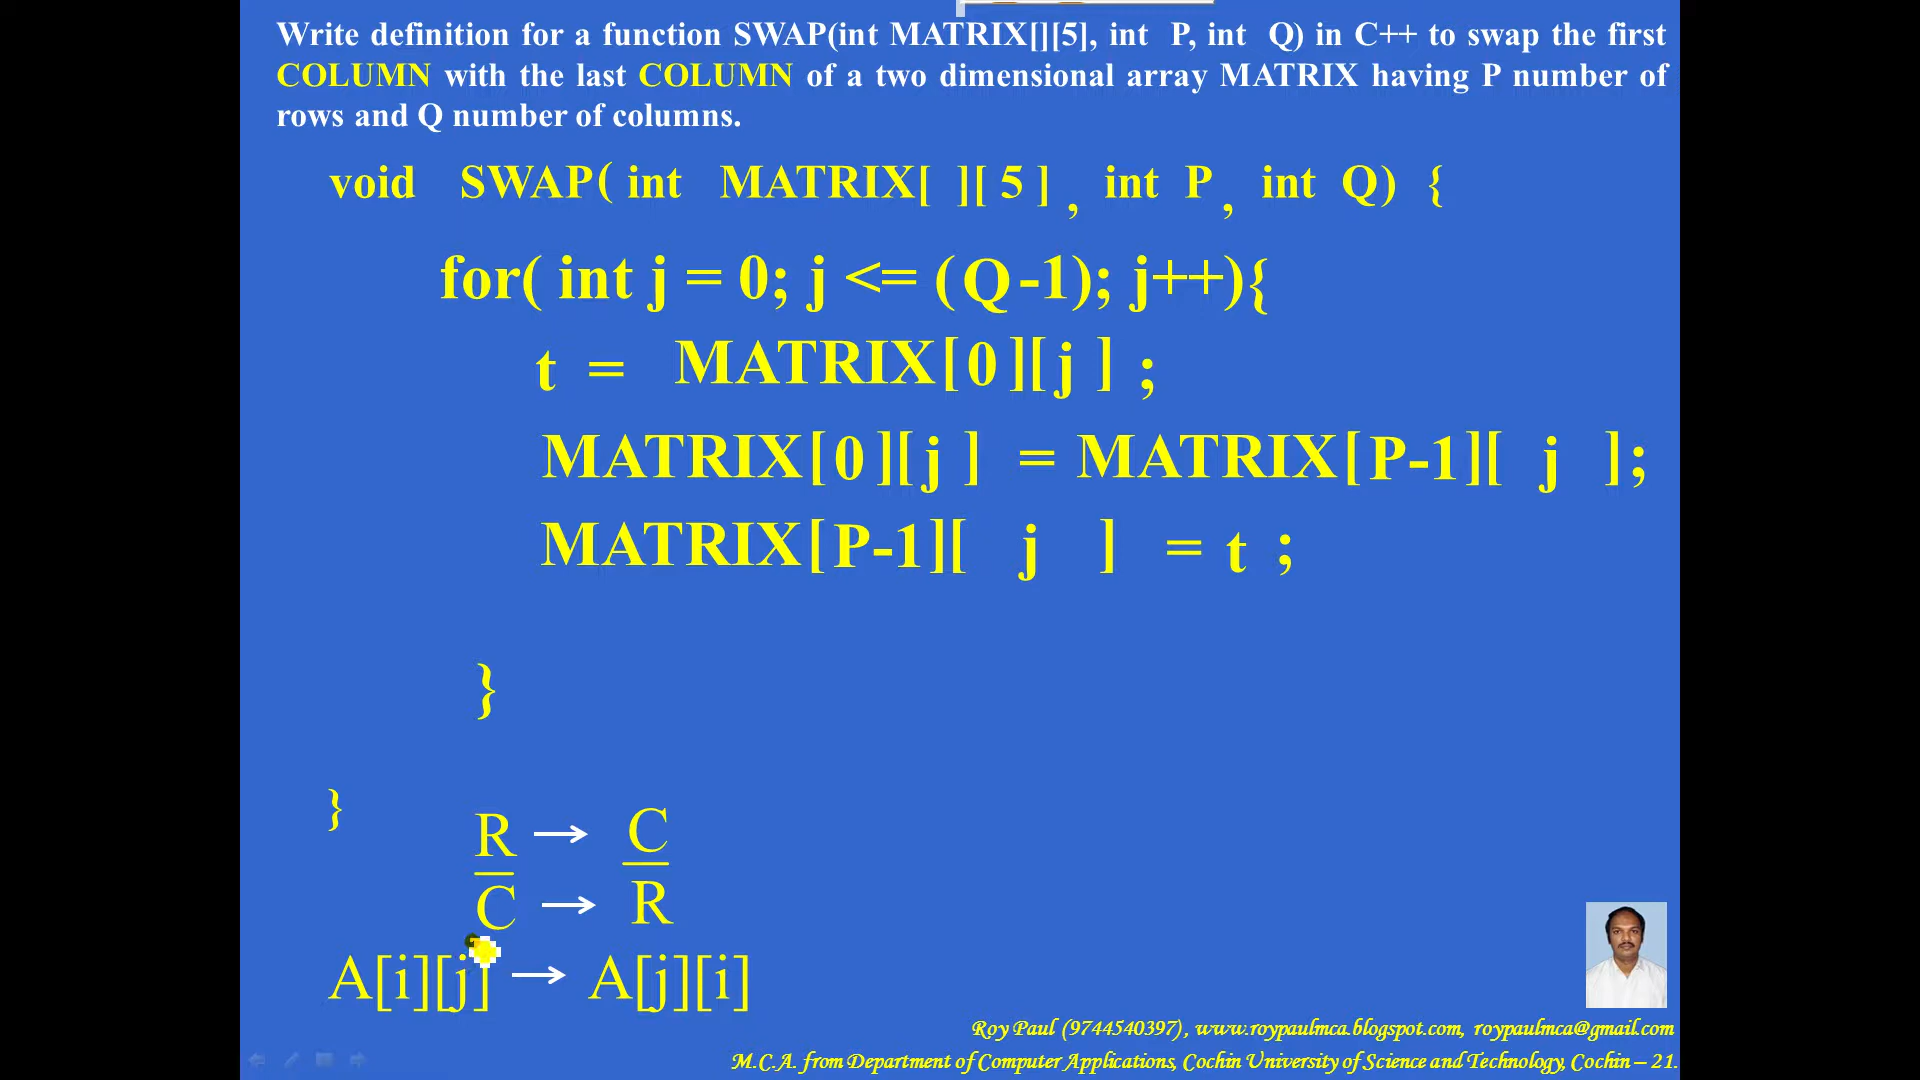 Write definition for a function SWAP(int MATRIX[][5], int P, int Q) in C++ to swap the first
COLUMN with the last COLUMN of a two dimensional array MATRIX having P number of
rows and Q number of columns.
void SWAP( int MATRIX[ ][ 5 ] , int P , int Q) {
for( int j = 0; j <= (Q-1); j++){
t = MATRIX[0][j ] ;
MATRIX[0][j ] = MATRIX[P-1][ j ];
MATRIX[P-1][ j ] = t ;
}
}
R → C
C → R
A[i][j] → A[j][i]
Roy Paul (9744540397), www.roypaulmca.blogspot.com, roypaulmca@gmail.com
M.C.A. from Department of Computer Applications, Cochin University of Science and Technology, Cochin – 21.